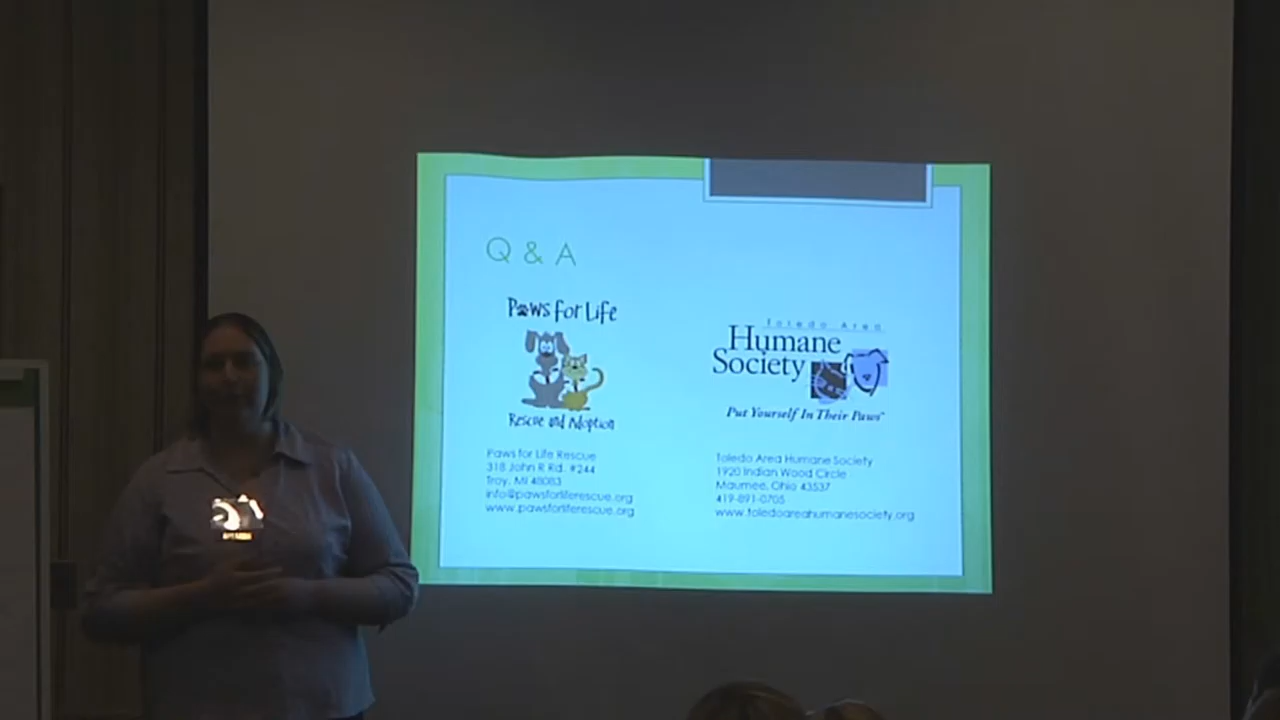 Q & A
Paws for Life
Rescue and Adoption
Paws for Life Rescue
318 John R Rd. #244
Troy, MI 48083
info@pawsforliferescue.org
www.pawsforliferescue.org
Toledo Area
Humane
Society
Put Yourself In Their Paws
Toledo Area Humane Society
1920 Indian Wood Circle
Maumee, Ohio 43537
419-891-0705
www.toledoareahumanesociety.org